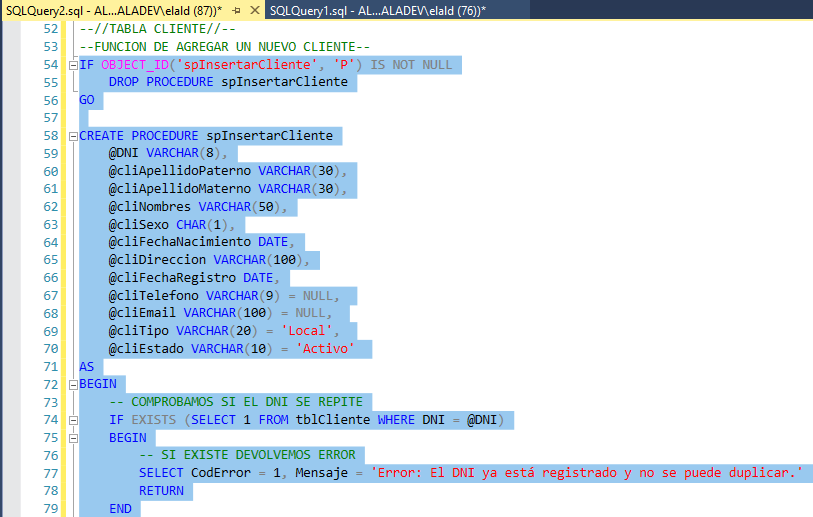 SQLQuery2.sql - AL...ALADEV\elald (87))* SQLQuery1.sql - AL...ALADEV\elald (76))*
52 --//TABLA CLIENTE//--
53 --FUNCION DE AGREGAR UN NUEVO CLIENTE--
54 IF OBJECT_ID('spInsertarCliente', 'P') IS NOT NULL
55 DROP PROCEDURE spInsertarCliente
56 GO
57
58 CREATE PROCEDURE spInsertarCliente
59 @DNI VARCHAR(8),
60 @cliApellidoPaterno VARCHAR(30),
61 @cliApellidoMaterno VARCHAR(30),
62 @cliNombres VARCHAR(50),
63 @cliSexo CHAR(1),
64 @cliFechaNacimiento DATE,
65 @cliDireccion VARCHAR(100),
66 @cliFechaRegistro DATE,
67 @cliTelefono VARCHAR(9) = NULL,
68 @cliEmail VARCHAR(100) = NULL,
69 @cliTipo VARCHAR(20) = 'Local',
70 @cliEstado VARCHAR(10) = 'Activo'
71 AS
72 BEGIN
73 -- COMPROBAMOS SI EL DNI SE REPITE
74 IF EXISTS (SELECT 1 FROM tblCliente WHERE DNI = @DNI)
75 BEGIN
76 -- SI EXISTE DEVOLVEMOS ERROR
77 SELECT CodError = 1, Mensaje = 'Error: El DNI ya está registrado y no se puede duplicar.'
78 RETURN
79 END